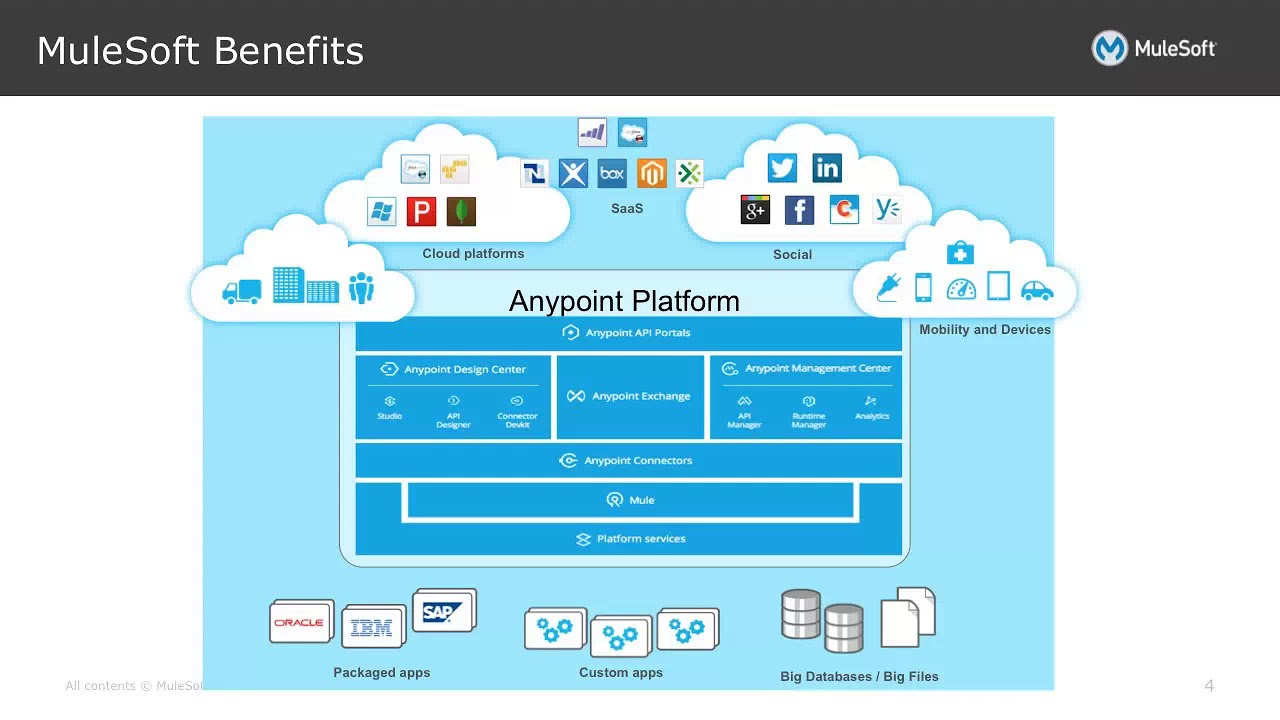 MuleSoft Benefits
MuleSoft
SaaS
box
Cloud platforms
Social
Mobility and Devices
Anypoint Platform
Anypoint API Portals
Anypoint Design Center
Studio
API
Designer
Connector
Devkit
Anypoint Exchange
Anypoint Management Center
API
Manager
Runtime
Manager
Analytics
Anypoint Connectors
Mule
Platform services
ORACLE
IBM
SAP
Packaged apps
Custom apps
Big Databases / Big Files
All contents © MuleSof
4